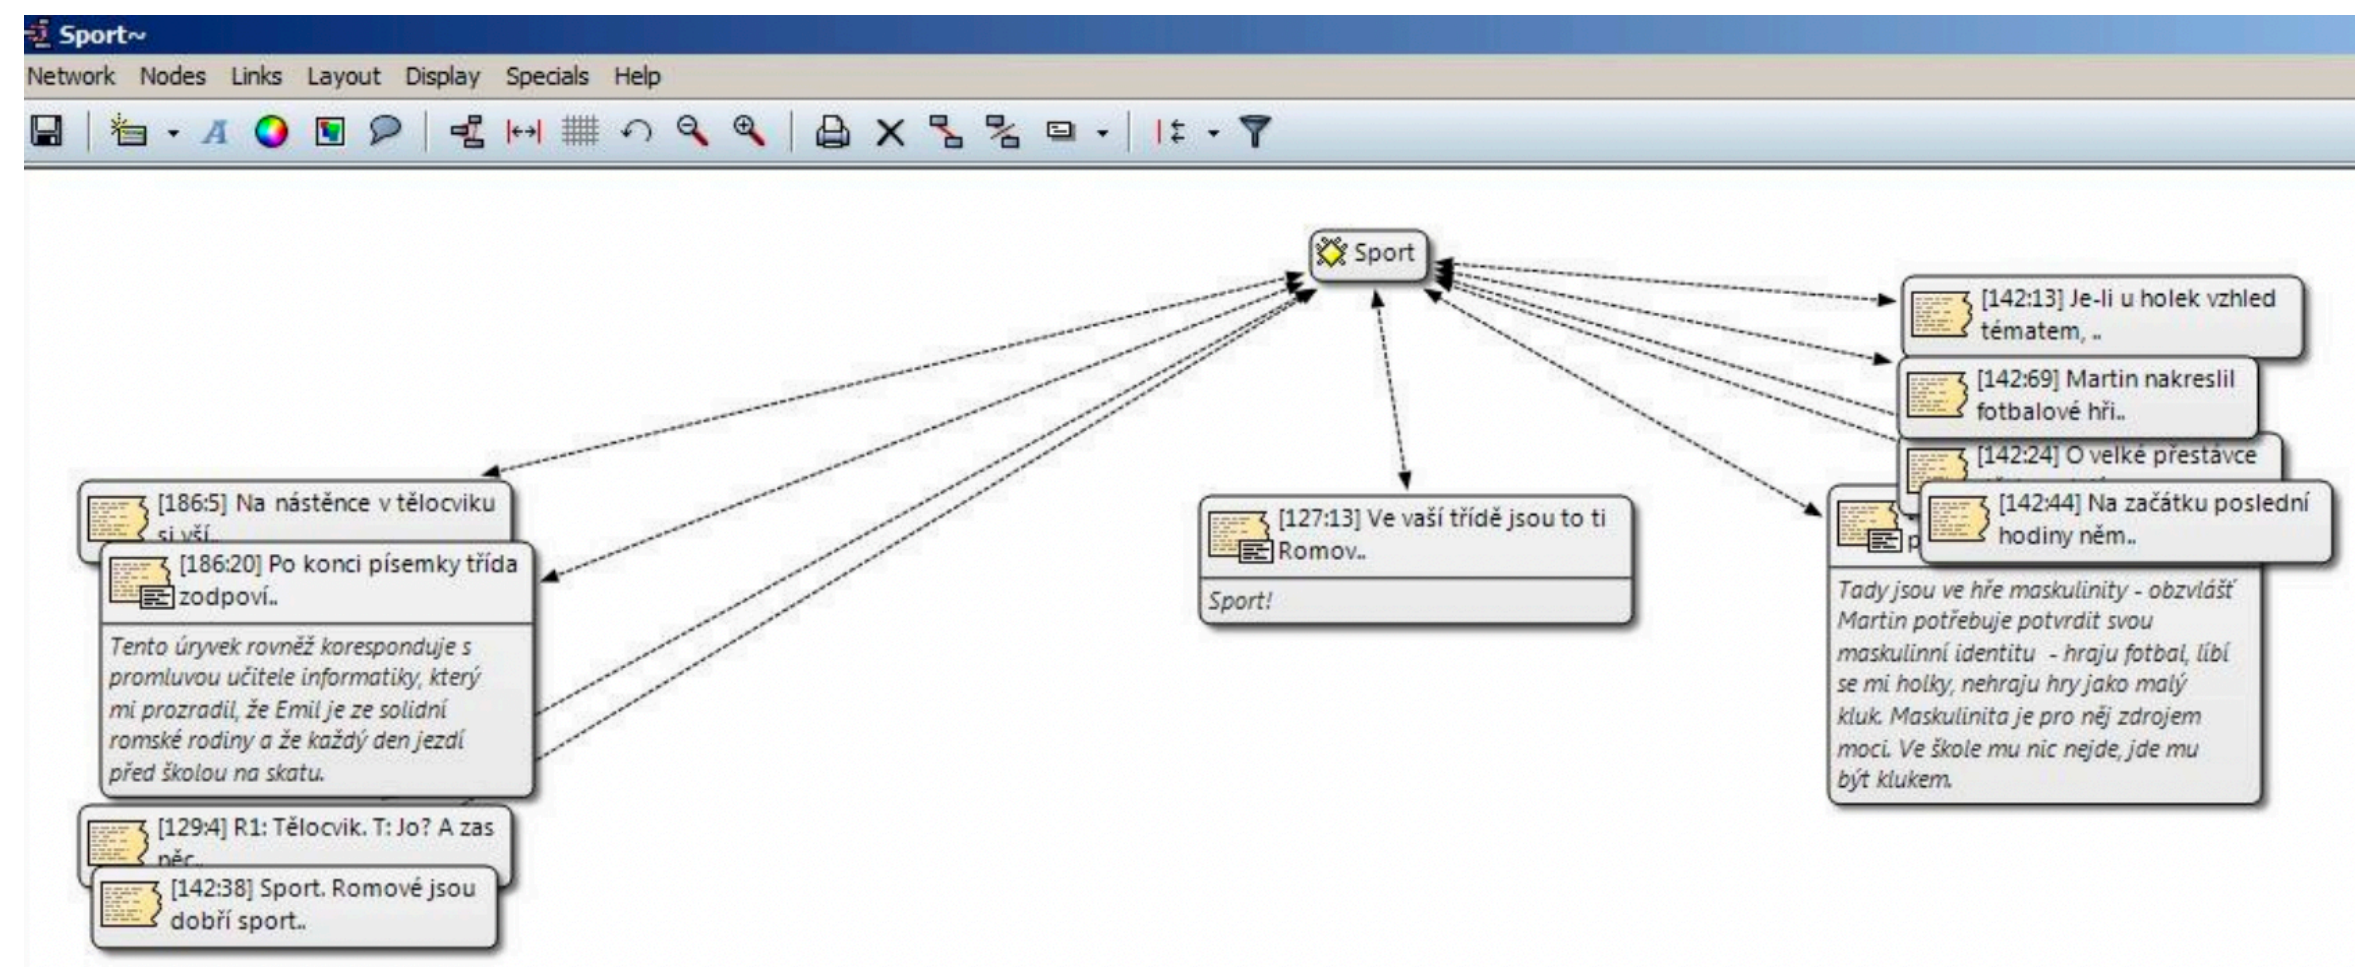 Sport~
Network Nodes Links Layout Display Specials Help
Sport
[142:13] Je-li u holek vzhled
tématem, ..
[142:69] Martin nakreslil
fotbalové hři..
[142:24] O velké přestávce
[142:44] Na začátku poslední
hodiny něm..
Tady jsou ve hře maskulinity - obzvlášť
Martin potřebuje potvrdit svou
maskulinní identitu - hraju fotbal, líbí
se mi holky, nehraju hry jako malý
kluk. Maskulinita je pro něj zdrojem
moci. Ve škole mu nic nejde, jde mu
být klukem.
[127:13] Ve vaší třídě jsou to ti
Romov..
Sport!
[186:5] Na nástěnce v tělocviku
si vší..
[186:20] Po konci písemky třída
zodpoví..
Tento úryvek rovněž koresponduje s
promluvou učitele informatiky, který
mi prozradil, že Emil je ze solidní
romské rodiny a že každý den jezdí
před školou na skatu.
[129:4] R1: Tělocvik. T: Jo? A zas
něc..
[142:38] Sport. Romové jsou
dobří sport..